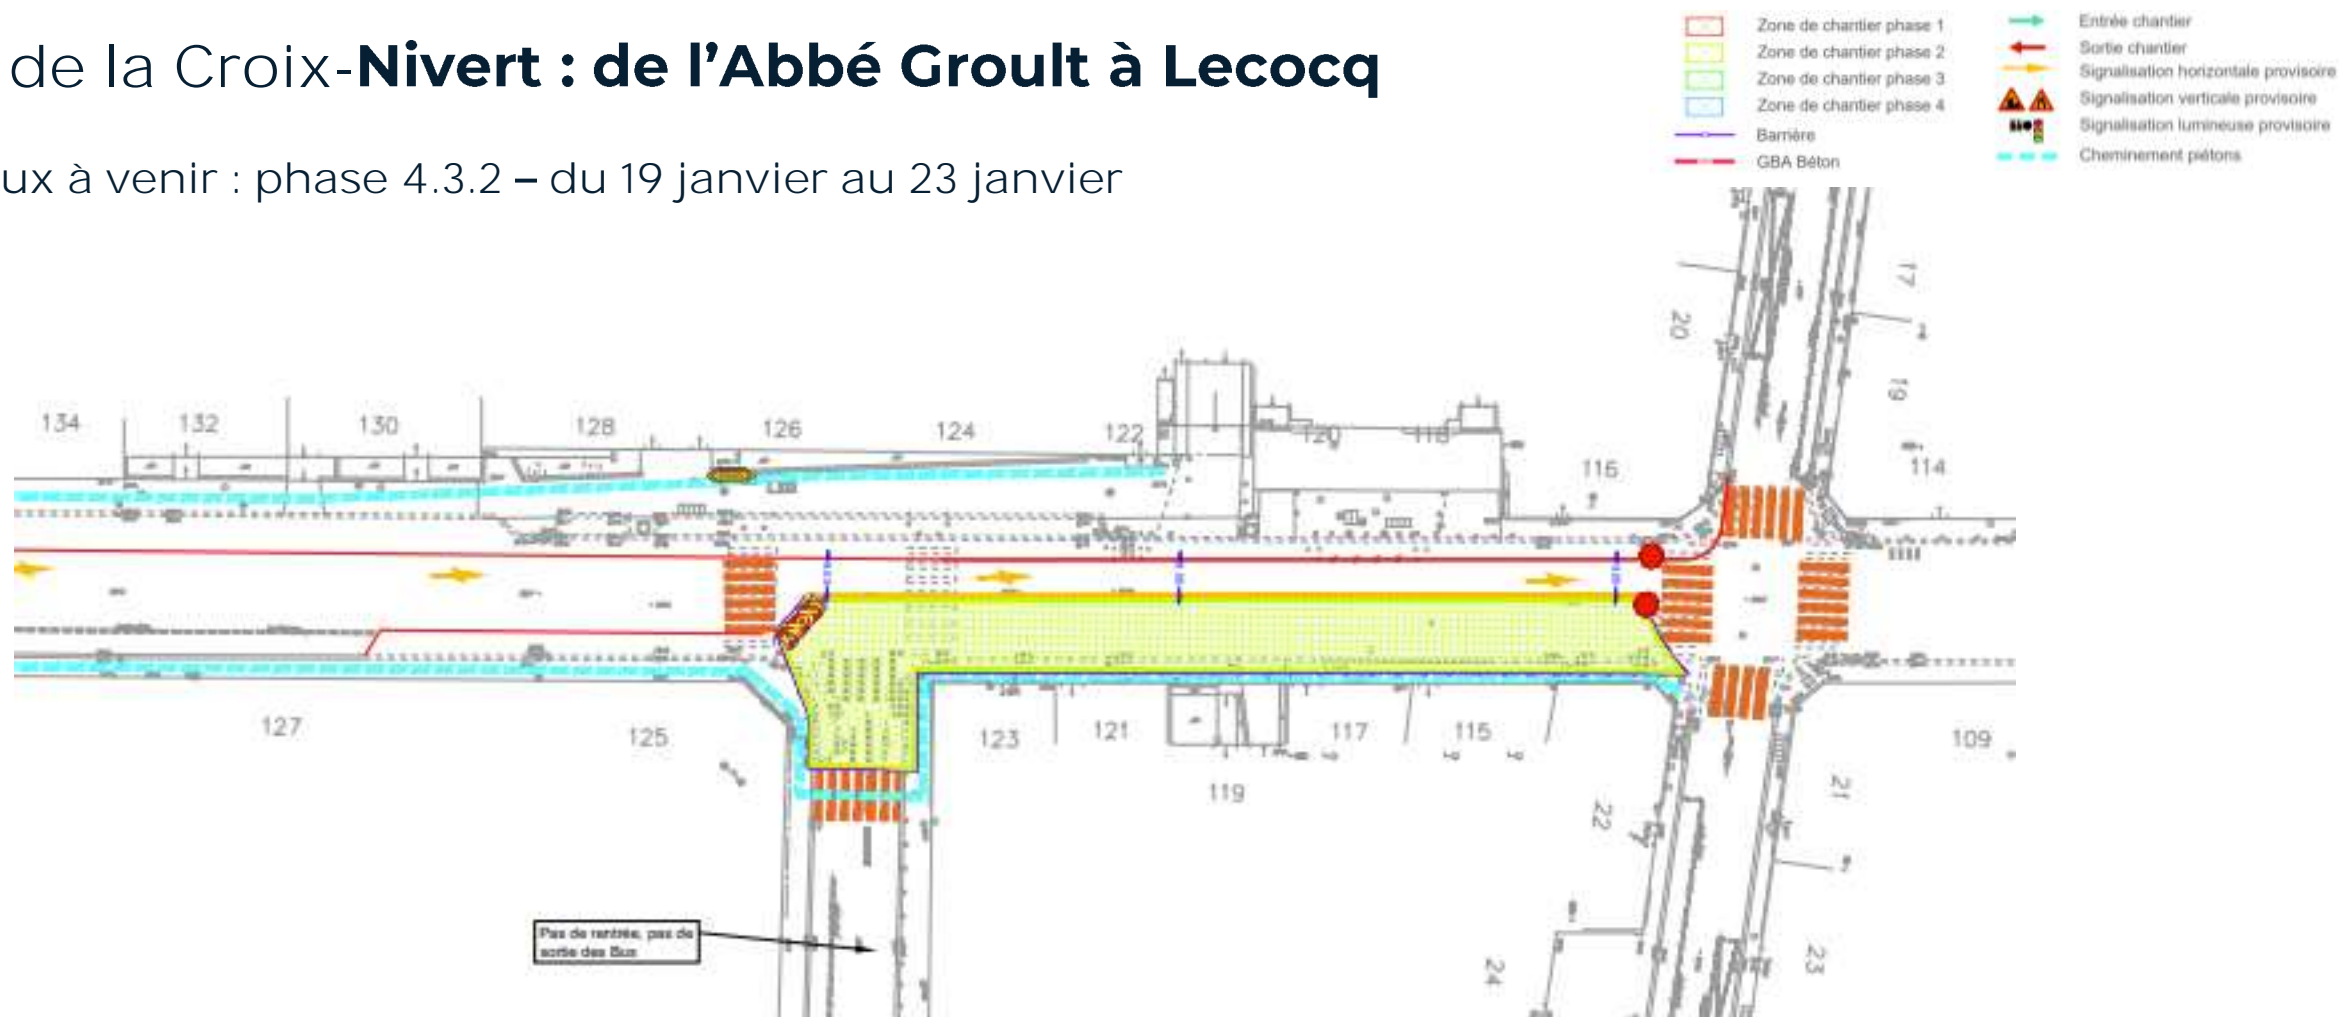 de la Croix-Nivert : de l'Abbé Groult à Lecocq
ux à venir : phase 4.3.2 – du 19 janvier au 23 janvier
Zone de chantier phase 1
Zone de chantier phase 2
Zone de chantier phase 3
Zone de chantier phase 4
Barrière
GBA Béton
Entrée chantier
Sortie chantier
Signalisation horizontale provisoire
Signalisation verticale provisoire
Signalisation lumineuse provisoire
Cheminement piétons
17
20
19
134
132
130
128
126
124
122
120
118
116
114
127
125
123
121
119
117
115
109
22
21
24
23
Pas de rentrée, pas de
sortie des Bus